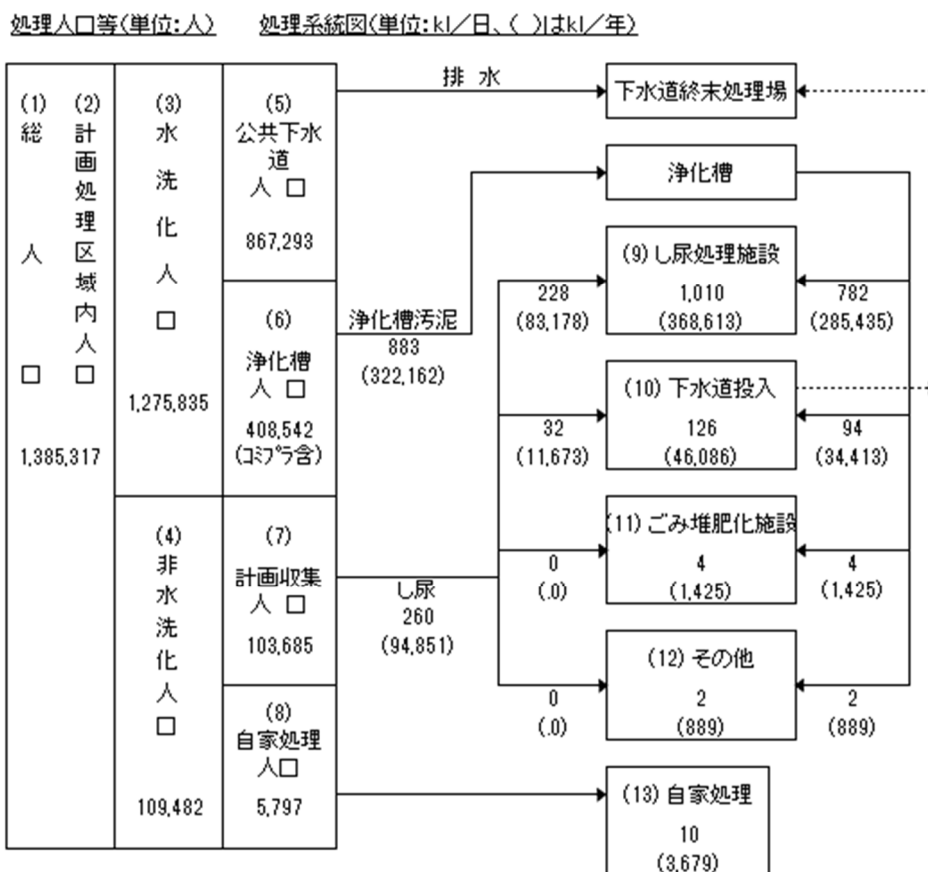 処理人口等(単位:人)
処理系統図(単位:kl/日、( )はkl/年)
(1)
総人口
1,385,317
(2)
計画処理区域内人口
(3)
水洗化人口
1,275,835
(4)
非水洗化人口
109,482
(5)
公共下水
道
人口
867,293
(6)
浄化槽
人口
408,542
(コミプラ含)
(7)
計画収集
人口
103,685
(8)
自家処理
人口
5,797
排水
浄化槽汚泥
883
(322,162)
し尿
260
(94,851)
228
(83,178)
32
(11,673)
0
(.0)
0
(.0)
下水道終末処理場
浄化槽
(9)し尿処理施設
1,010
(368,613)
(10)下水道投入
126
(46,086)
(11)ごみ堆肥化施設
4
(1,425)
(12)その他
2
(889)
(13)自家処理
10
(3,679)
782
(285,435)
94
(34,413)
4
(1,425)
2
(889)